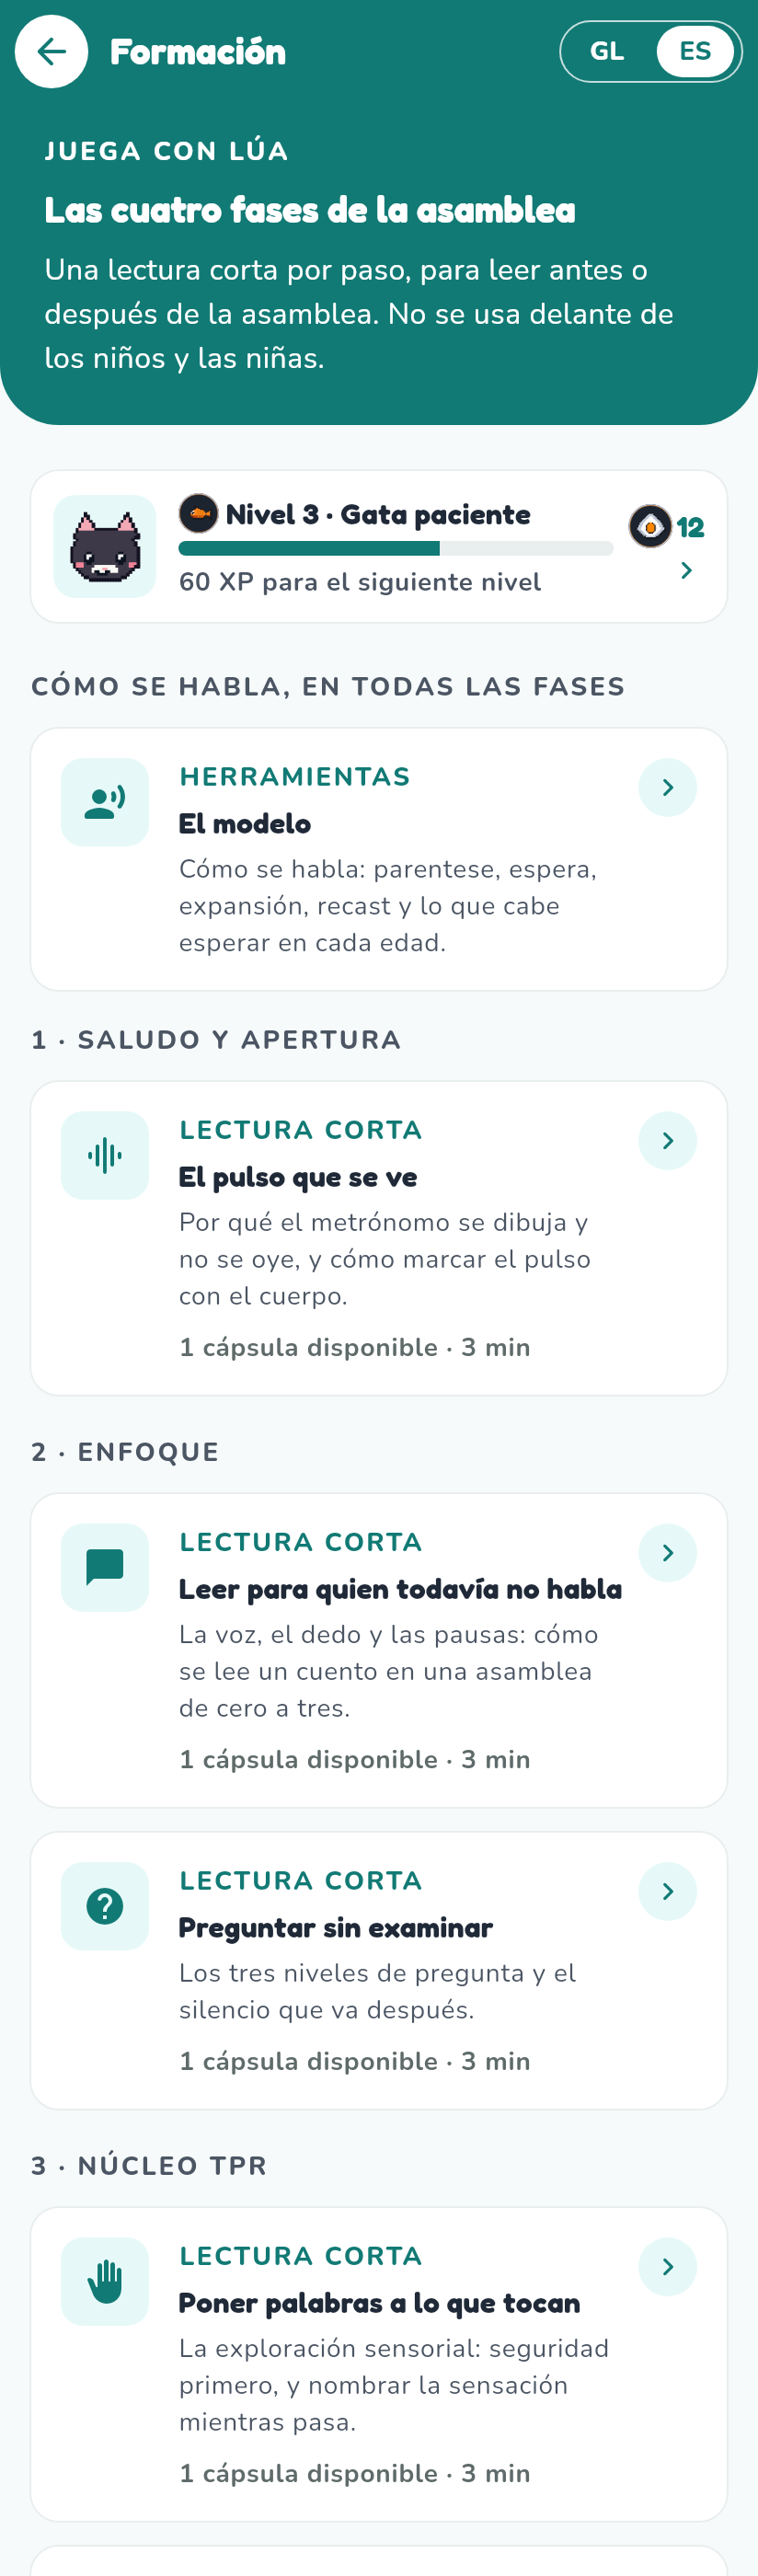 Formación
GL ES
JUEGA CON LÚA
Las cuatro fases de la asamblea
Una lectura corta por paso, para leer antes o
después de la asamblea. No se usa delante de
los niños y las niñas.
Nivel 3 · Gata paciente
12
60 XP para el siguiente nivel
CÓMO SE HABLA, EN TODAS LAS FASES
HERRAMIENTAS
El modelo
Cómo se habla: parentese, espera,
expansión, recast y lo que cabe
esperar en cada edad.
1 · SALUDO Y APERTURA
LECTURA CORTA
El pulso que se ve
Por qué el metrónomo se dibuja y
no se oye, y cómo marcar el pulso
con el cuerpo.
1 cápsula disponible · 3 min
2 · ENFOQUE
LECTURA CORTA
Leer para quien todavía no habla
La voz, el dedo y las pausas: cómo
se lee un cuento en una asamblea
de cero a tres.
1 cápsula disponible · 3 min
LECTURA CORTA
Preguntar sin examinar
Los tres niveles de pregunta y el
silencio que va después.
1 cápsula disponible · 3 min
3 · NÚCLEO TPR
LECTURA CORTA
Poner palabras a lo que tocan
La exploración sensorial: seguridad
primero, y nombrar la sensación
mientras pasa.
1 cápsula disponible · 3 min